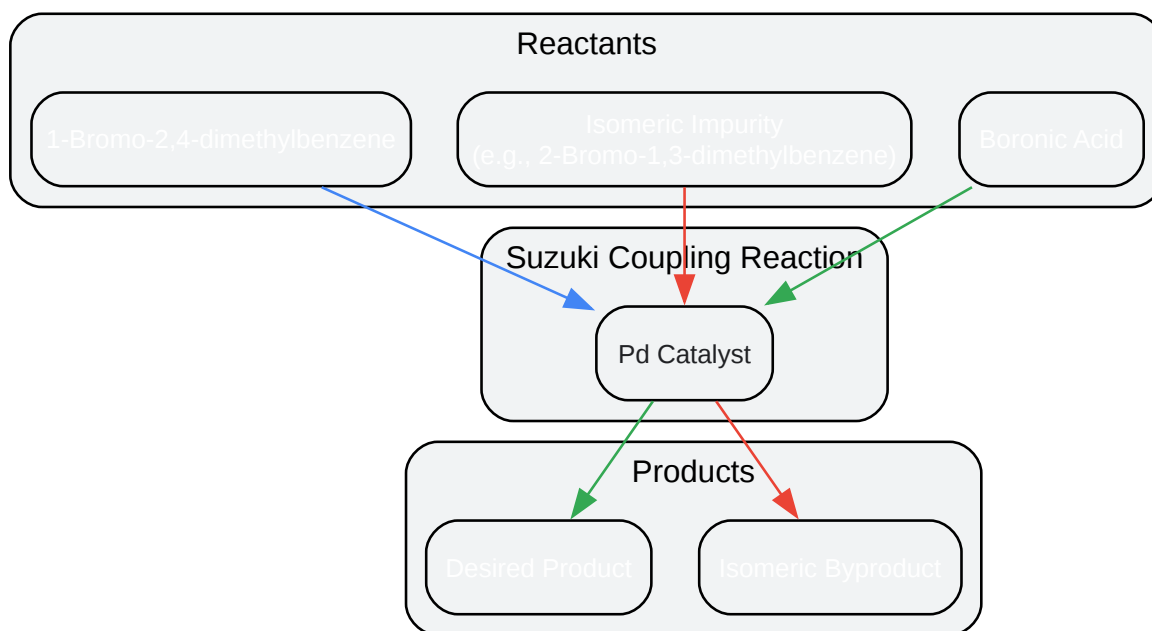 Reactants
1-Bromo-2,4-dimethylbenzene
Isomeric Impurity
(e.g., 2-Bromo-1,3-dimethylbenzene)
Boronic Acid
Suzuki Coupling Reaction
Pd Catalyst
Products
Desired Product
Isomeric Byproduct